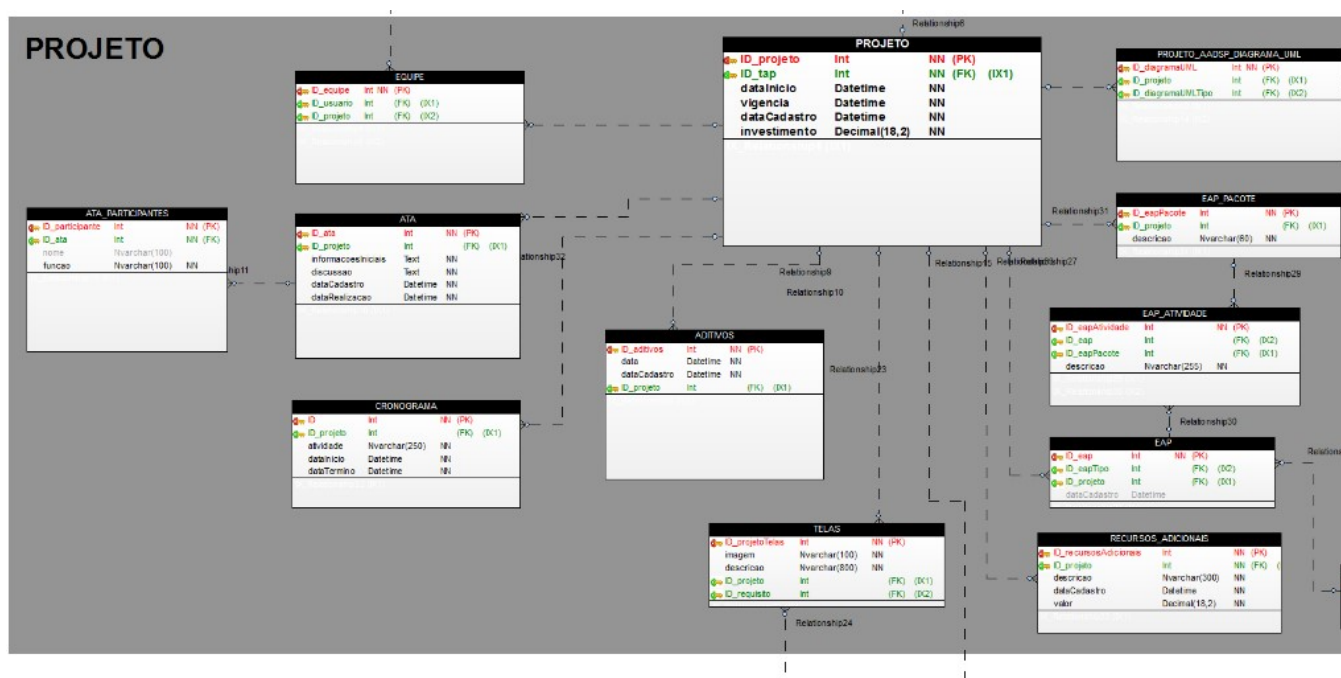 PROJETO
Relationship6
PROJETO
ID_projeto Int NN (PK)
ID_tap Int NN (FK) (IX1)
dataInicio Datetime NN
vigencia Datetime NN
dataCadastro Datetime NN
investimento Decimal(18,2) NN
EQUIPE
ID_equipe Int NN (PK)
ID_usuario Int (FK) (IX1)
ID_projeto Int (FK) (IX2)
PROJETO_AADSP_DIAGRAMA_UML
ID_diagramaUML Int NN (PK)
ID_projeto Int (FK) (IX1)
ID_diagramaUMLTipo Int (FK) (IX2)
ATA_PARTICIPANTES
ID_participante Int NN (PK)
ID_ata Int NN (FK)
nome Nvarchar(100)
funcao Nvarchar(100) NN
hip11
ATA
ID_ata Int NN (PK)
ID_projeto Int (FK) (IX1)
informacoesIniciais Text NN
discussao Text NN
dataCadastro Datetime NN
dataRealizacao Datetime NN
ationship32
Relationship31
EAP_PACOTE
ID_eapPacote Int NN (PK)
ID_projeto Int (FK) (IX1)
descricao Nvarchar(60) NN
Relationship29
Relationship9
Relationship10
Relationship15
ationship27
EAP_ATIVIDADE
ID_eapAtividade Int NN (PK)
ID_eap Int (FK) (IX2)
ID_eapPacote Int (FK) (IX1)
descricao Nvarchar(255) NN
Relationship30
ADITIVOS
ID_aditivos Int NN (PK)
data Datetime NN
dataCadastro Datetime NN
ID_projeto Int (FK) (IX1)
Relationship23
CRONOGRAMA
ID Int NN (PK)
ID_projeto Int (FK) (IX1)
atividade Nvarchar(250) NN
dataInicio Datetime NN
dataTermino Datetime NN
EAP
ID_eap Int NN (PK)
ID_eapTipo Int (FK) (IX2)
ID_projeto Int (FK) (IX1)
dataCadastro Datetime
Relations
TELAS
ID_projetoTelas Int NN (PK)
imagem Nvarchar(100) NN
descricao Nvarchar(800) NN
ID_projeto Int (FK) (IX1)
ID_requisito Int (FK) (IX2)
Relationship24
RECURSOS_ADICIONAIS
ID_recursosAdicionais Int NN (PK)
ID_projeto Int NN (FK) (
descricao Nvarchar(300) NN
dataCadastro Datetime NN
valor Decimal(18,2) NN